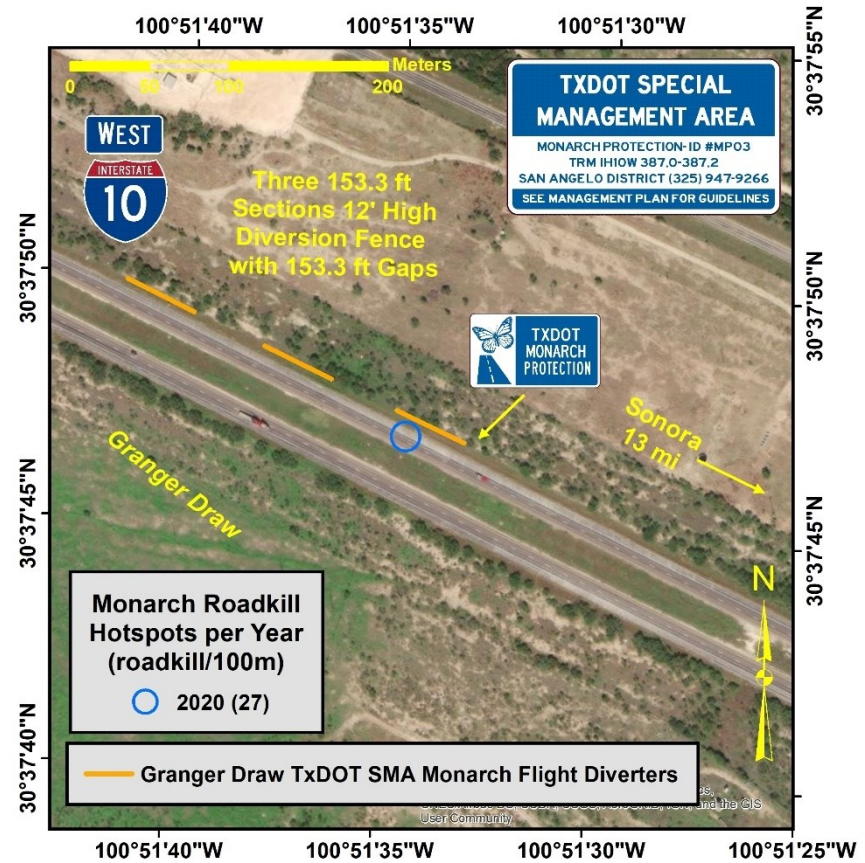 100°51'40"W
100°51'35"W
100°51'30"W
30°37'55"N
Meters
0
50
100
200
WEST
INTERSTATE
10
TXDOT SPECIAL
MANAGEMENT AREA
MONARCH PROTECTION-ID #MP03
TRM IH10W 387.0-387.2
SAN ANGELO DISTRICT (325) 947-9266
SEE MANAGEMENT PLAN FOR GUIDELINES
Three 153.3 ft
Sections 12' High
Diversion Fence
with 153.3 ft Gaps
30°37'50"N
30°37'50"N
TXDOT
MONARCH
PROTECTION
Sonora
13 mi
Granger Draw
30°37'45"N
30°37'45"N
N
Monarch Roadkill
Hotspots per Year
(roadkill/100m)
2020 (27)
30°37'40"N
Granger Draw TxDOT SMA Monarch Flight Diverters
and the GIS
User Community
100°51'40"W
100°51'35"W
100°51'30"W
100°51'25"W